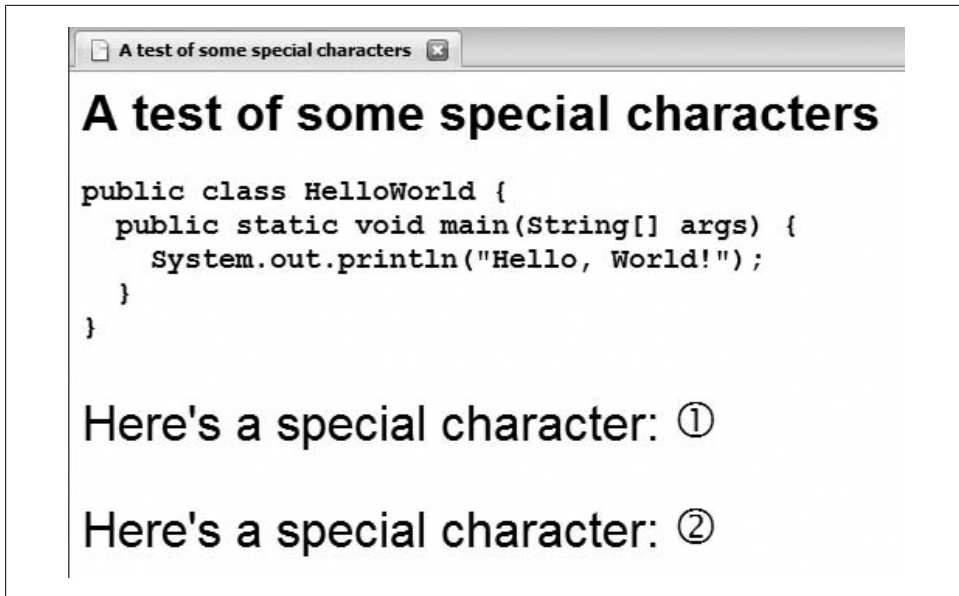 A test of some special characters
A test of some special characters
public class HelloWorld {
  public static void main(String[] args) {
    System.out.println("Hello, World!");
  }
}
Here's a special character: ①
Here's a special character: ②